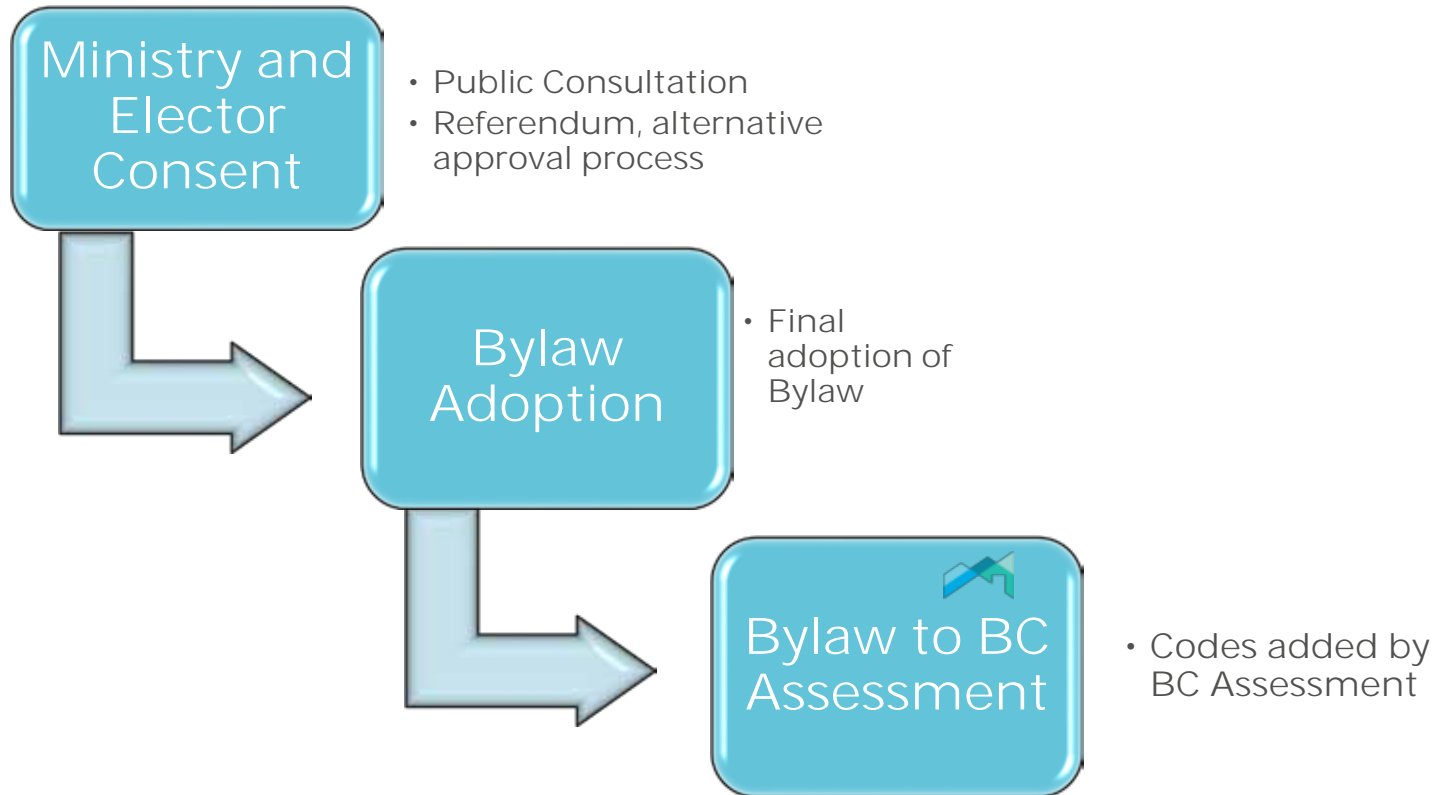 Ministry and
Elector
Consent
• Public Consultation
• Referendum, alternative
approval process
Bylaw
Adoption
• Final
adoption of
Bylaw
Bylaw to BC
Assessment
• Codes added by
BC Assessment